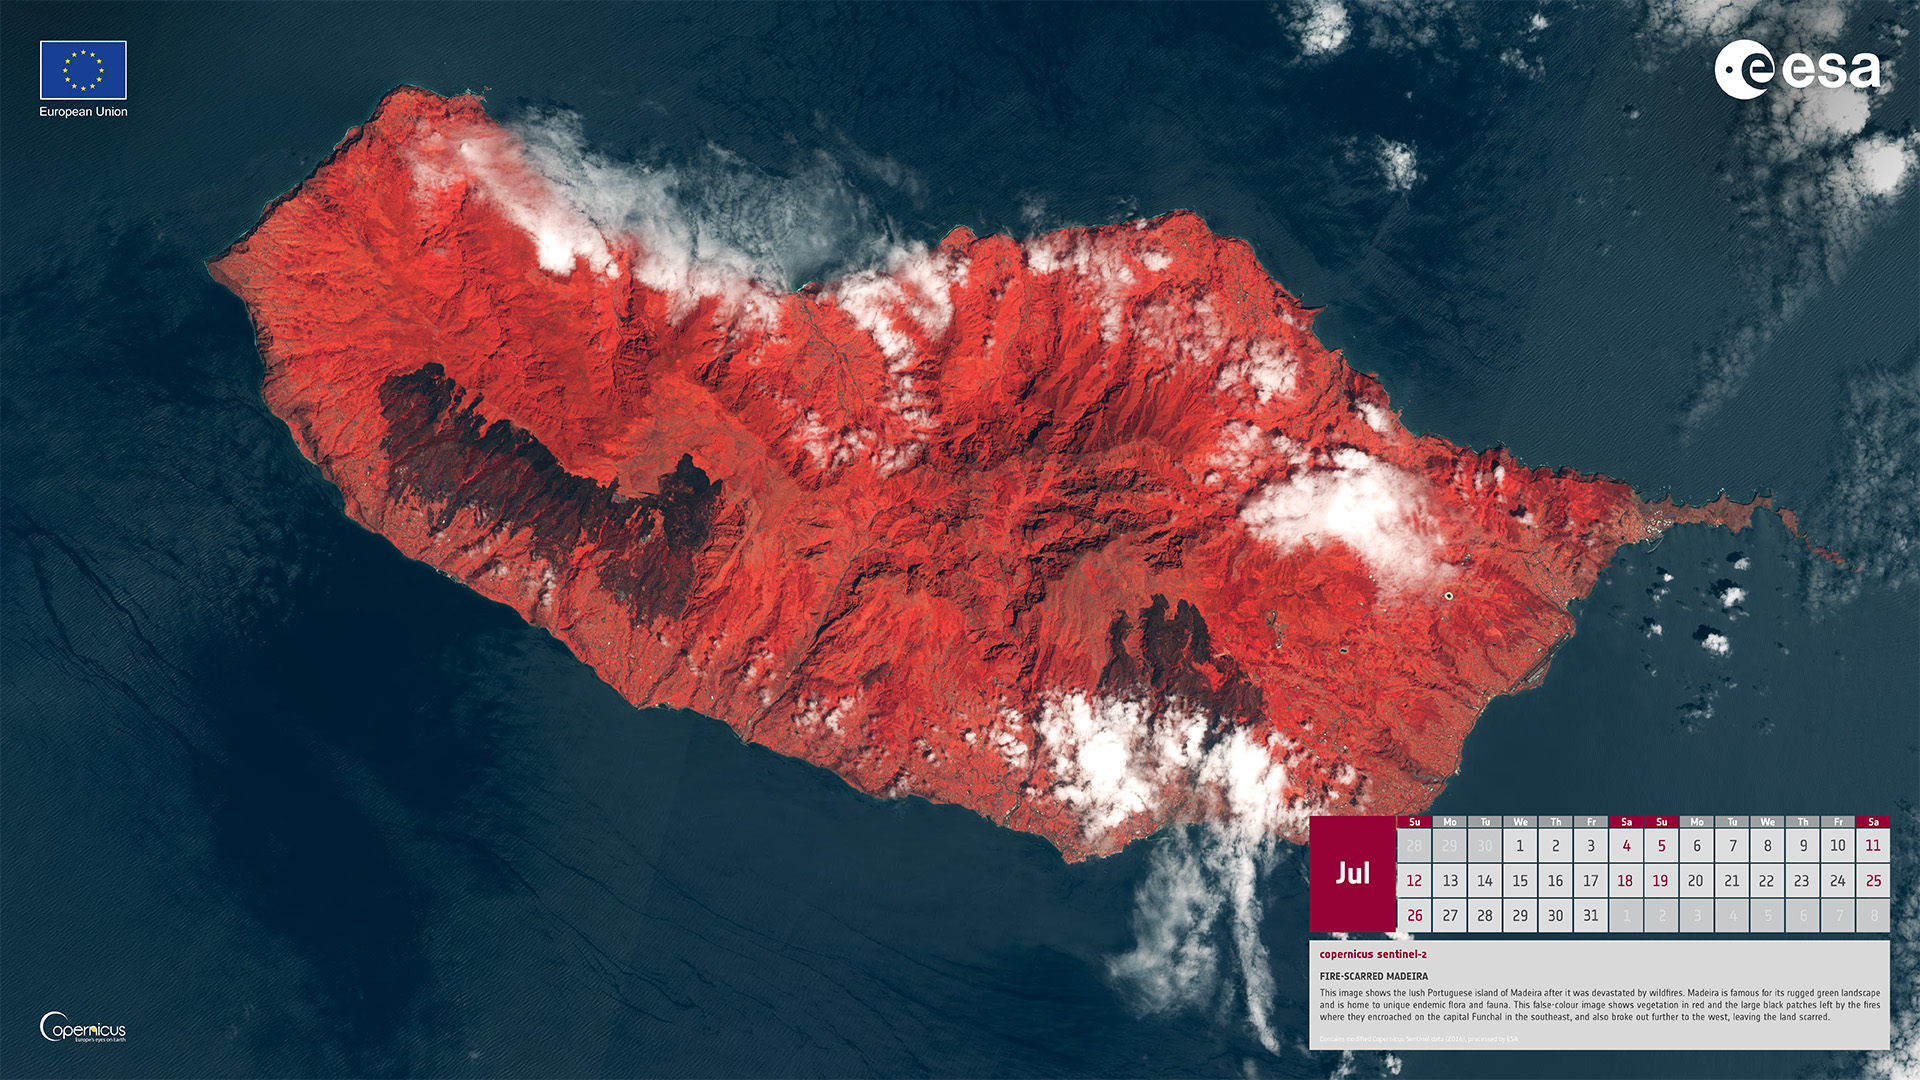 European Union
esa
Jul
Su Mo Tu We Th Fr Sa Su Mo Tu We Th Fr Sa
28 29 30 1 2 3 4 5 6 7 8 9 10 11
12 13 14 15 16 17 18 19 20 21 22 23 24 25
26 27 28 29 30 31 1 2 3 4 5 6 7 8
copernicus sentinel-2
FIRE-SCARRED MADEIRA
This image shows the lush Portuguese island of Madeira after it was devastated by wildfires. Madeira is famous for its rugged green landscape
and is home to unique endemic flora and fauna. This false-colour image shows vegetation in red and the large black patches left by the fires
where they encroached on the capital Funchal in the southeast, and also broke out further to the west, leaving the land scarred.
Contains modified Copernicus Sentinel data (2016), processed by ESA
Copernicus
Europe's eyes on Earth